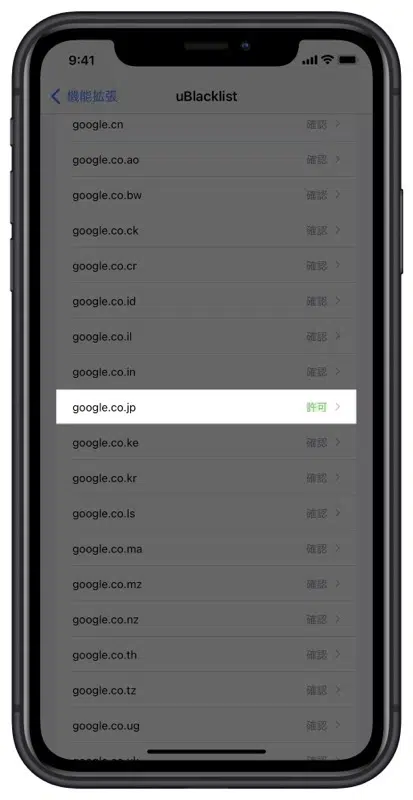 9:41
機能拡張 uBlacklist
google.cn 確認
google.co.ao 確認
google.co.bw 確認
google.co.ck 確認
google.co.cr 確認
google.co.id 確認
google.co.il 確認
google.co.in 確認
google.co.jp 許可
google.co.ke 確認
google.co.kr 確認
google.co.ls 確認
google.co.ma 確認
google.co.mz 確認
google.co.nz 確認
google.co.th 確認
google.co.tz 確認
google.co.ug 確認